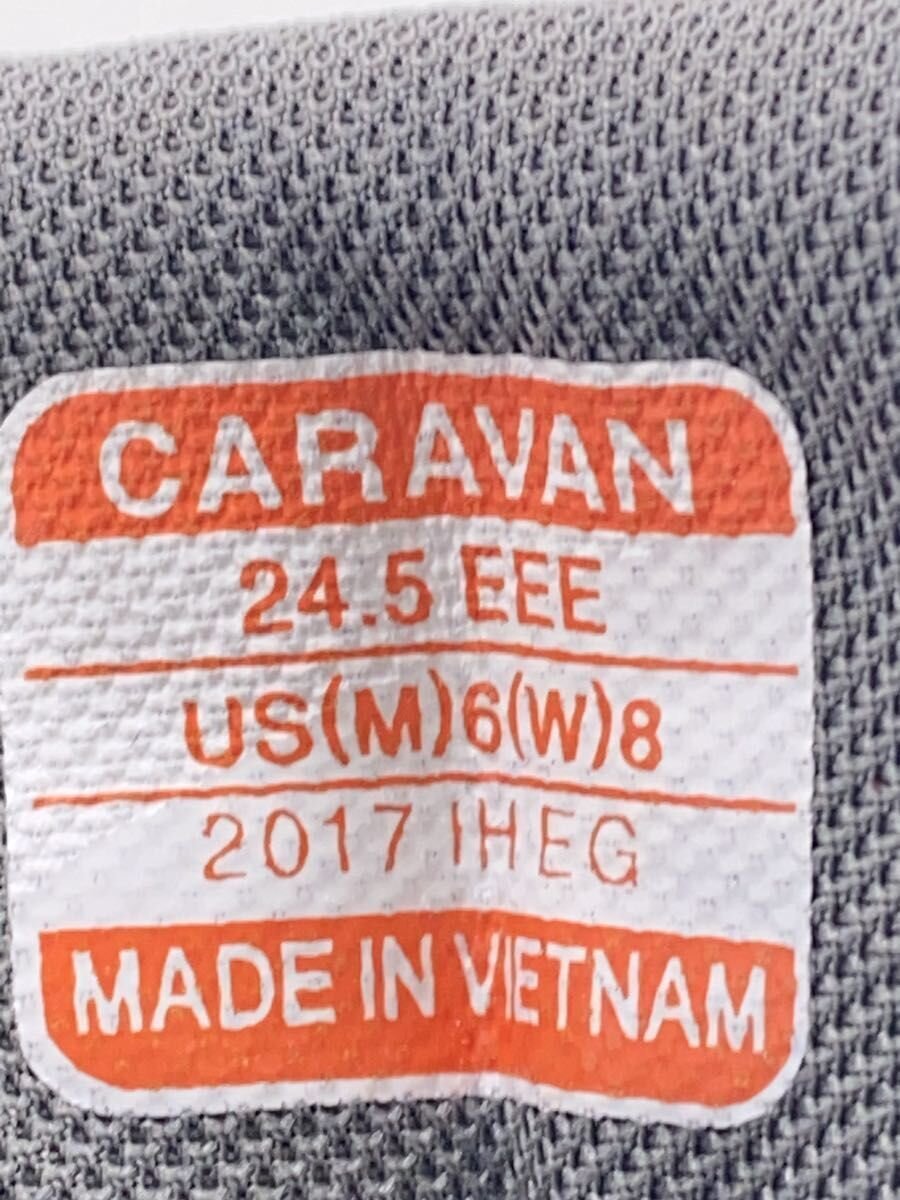 CARAVAN
24.5 EEE
US(M)6(W)8
2017 IHEG
MADE IN VIETNAM